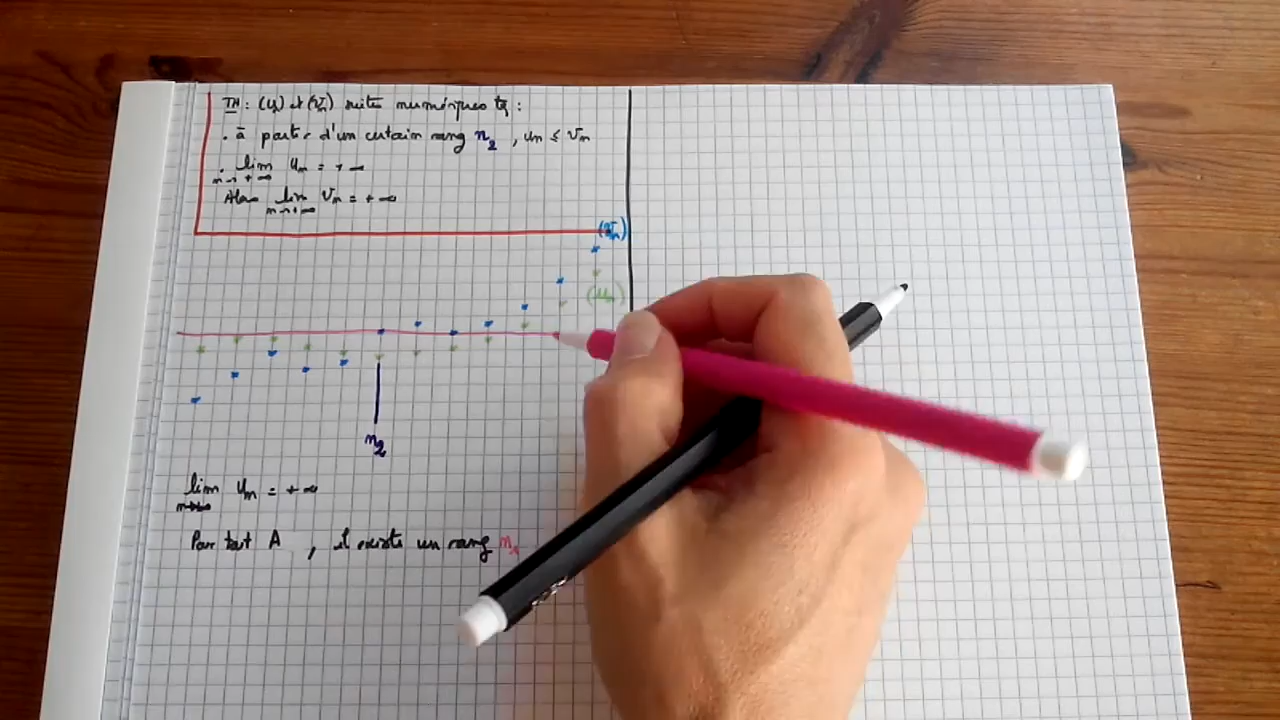 TH : (un) et (vn) suites numériques tq :
• à partir d'un certain rang n2 , un ≤ vn
• lim un = +∞
n→+∞
Alors lim vn = +∞
n→+∞
(vn)
(un)
n2
lim un = +∞
n→+∞
Pour tout A , il existe un rang n1